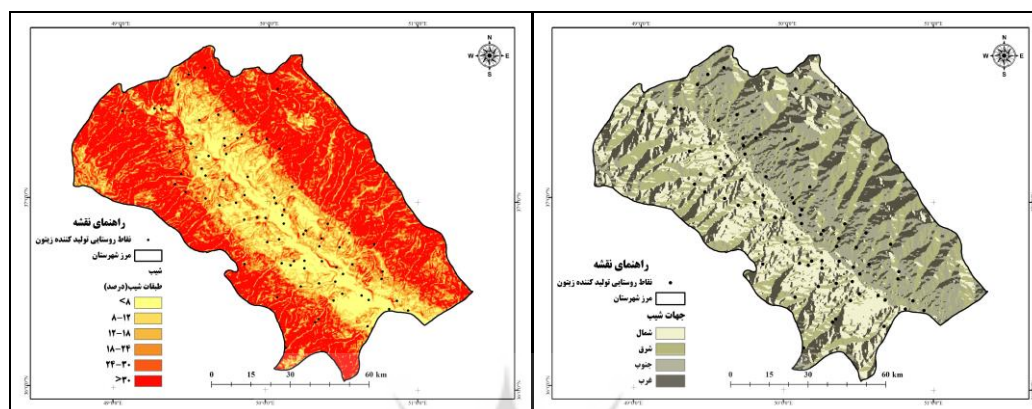 N
W E
S
راهنمای نقشه
نقاط روستایی تولید کننده زیتون
مرز شهرستان
شیب
طبقات شیب(درصد)
<۸
۸-۱۲
۱۲-۱۸
۱۸-۲۴
۲۴-۳۰
>۳۰
0 15 30 60 km
N
W E
S
راهنمای نقشه
نقاط روستایی تولید کننده زیتون
مرز شهرستان
جهات شیب
شمال
شرق
جنوب
غرب
0 15 30 60 km